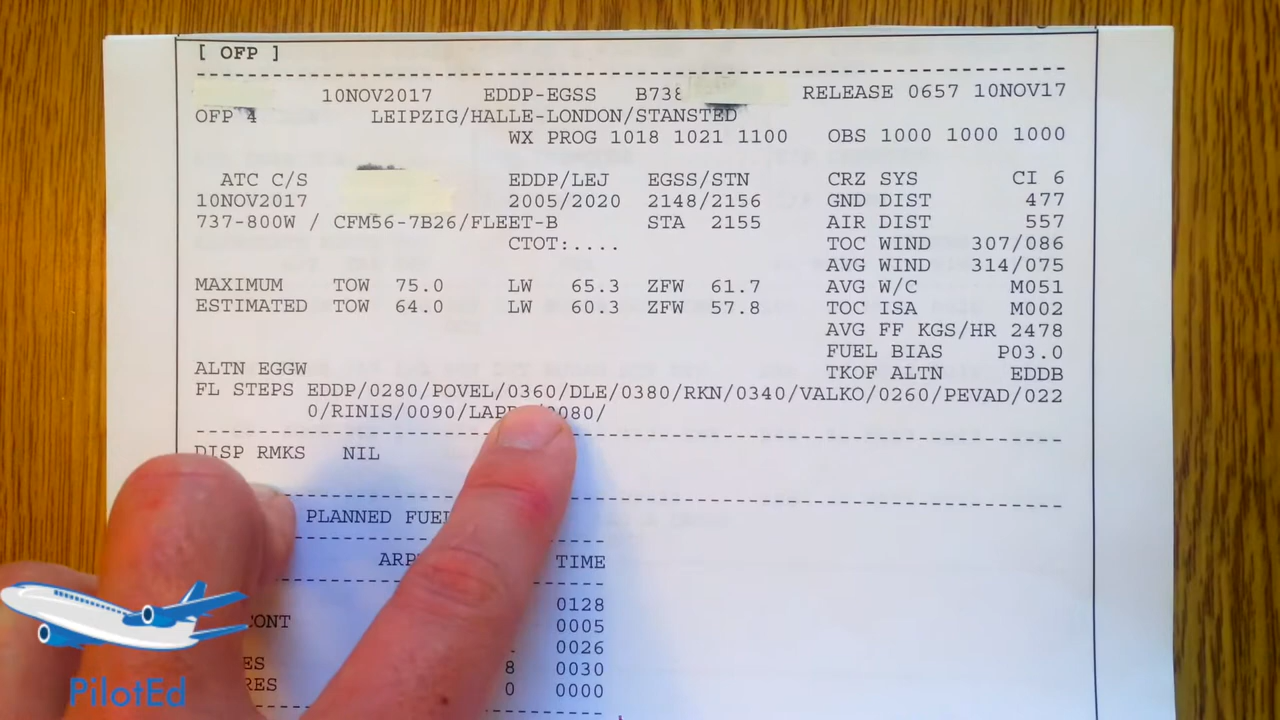 [ OFP ]
10NOV2017 EDDP-EGSS B738 RELEASE 0657 10NOV17
OFP 4 LEIPZIG/HALLE-LONDON/STANSTED
WX PROG 1018 1021 1100 OBS 1000 1000 1000
ATC C/S EDDP/LEJ EGSS/STN CRZ SYS CI 6
10NOV2017 2005/2020 2148/2156 GND DIST 477
737-800W / CFM56-7B26/FLEET-B STA 2155 AIR DIST 557
CTOT:.... TOC WIND 307/086
AVG WIND 314/075
MAXIMUM TOW 75.0 LW 65.3 ZFW 61.7 AVG W/C M051
ESTIMATED TOW 64.0 LW 60.3 ZFW 57.8 TOC ISA M002
AVG FF KGS/HR 2478
FUEL BIAS P03.0
ALTN EGGW TKOF ALTN EDDB
FL STEPS EDDP/0280/POVEL/0360/DLE/0380/RKN/0340/VALKO/0260/PEVAD/022
0/RINIS/0090/ 080/
DISP RMKS NIL
PLANNED
TIME
0128
0005
0026
8 0030
0 0000
PilotEd